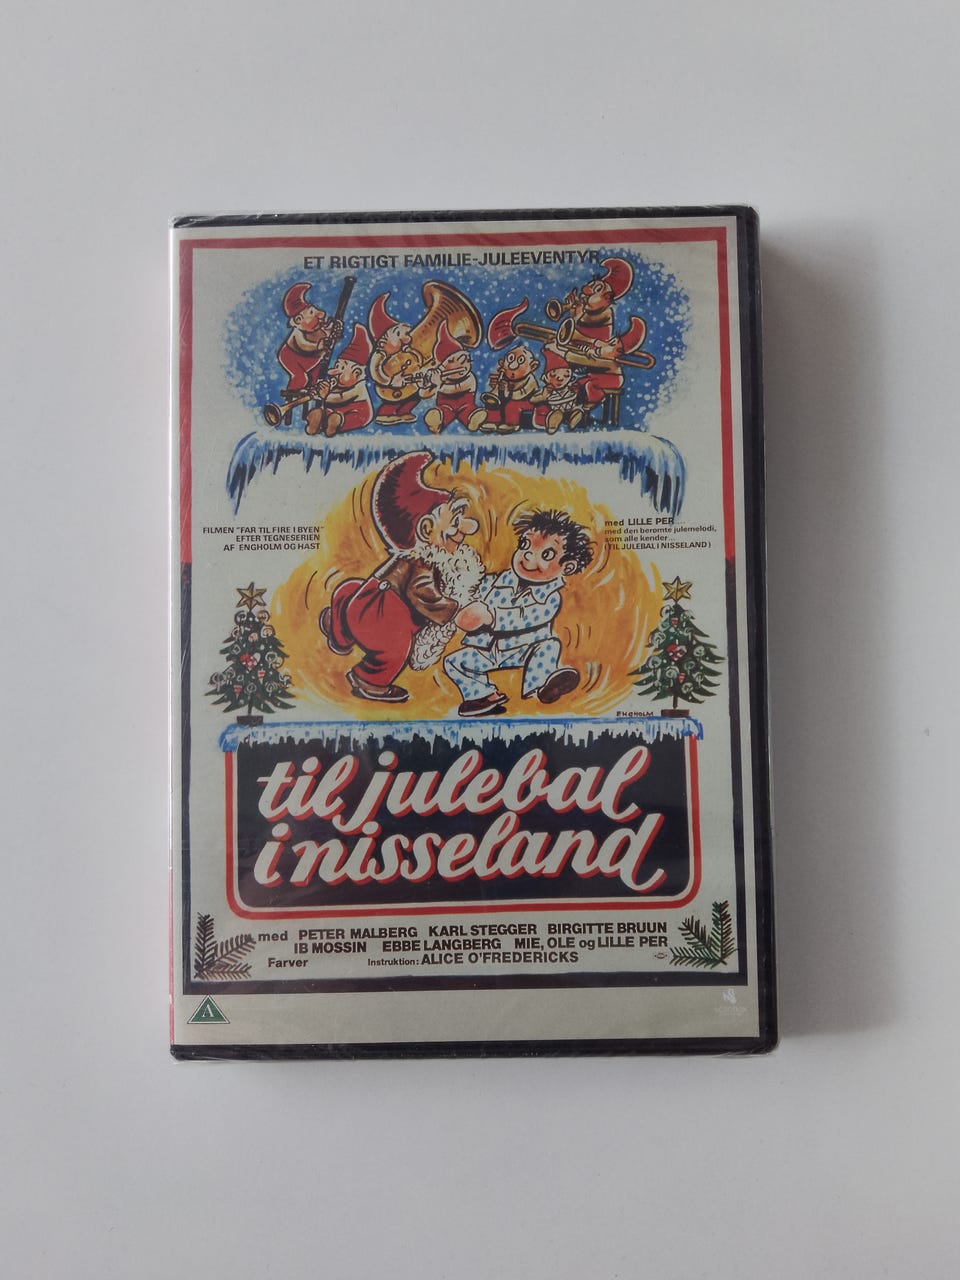 ET RIGTIGT FAMILIE-JULEEVENTYR
FILMEN "FAR TIL FIRE I BYEN"
EFTER TEGNESERIEN
AF ENGHOLM OG HAST
med LILLE PER...
med den berømte julemelodi,
som alle kender...
(TIL JULEBAL I NISSELAND)
ENGHOLM
til julebal
i nisseland
med PETER MALBERG KARL STEGGER BIRGITTE BRUUN
IB MOSSIN EBBE LANGBERG MIE, OLE og LILLE PER
Farver Instruktion: ALICE O'FREDERICKS
A